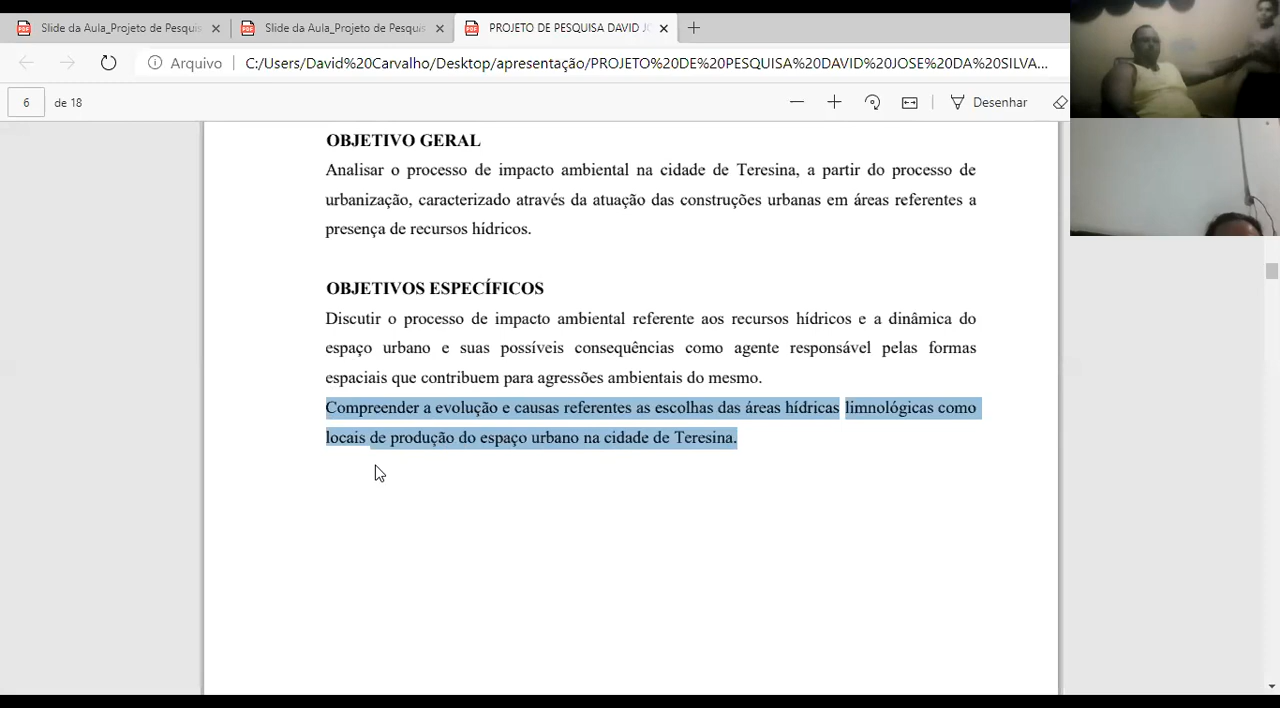 Slide da Aula_Projeto de Pesquis
Slide da Aula_Projeto de Pesquis
PROJETO DE PESQUISA DAVID JO
Arquivo
C:/Users/David%20Carvalho/Desktop/apresentação/PROJETO%20DE%20PESQUISA%20DAVID%20JOSE%20DA%20SILVA...
6 de 18
Desenhar
OBJETIVO GERAL
Analisar o processo de impacto ambiental na cidade de Teresina, a partir do processo de
urbanização, caracterizado através da atuação das construções urbanas em áreas referentes a
presença de recursos hídricos.
OBJETIVOS ESPECÍFICOS
Discutir o processo de impacto ambiental referente aos recursos hídricos e a dinâmica do
espaço urbano e suas possíveis consequências como agente responsável pelas formas
espaciais que contribuem para agressões ambientais do mesmo.
Compreender a evolução e causas referentes as escolhas das áreas hídricas limnológicas como
locais de produção do espaço urbano na cidade de Teresina.